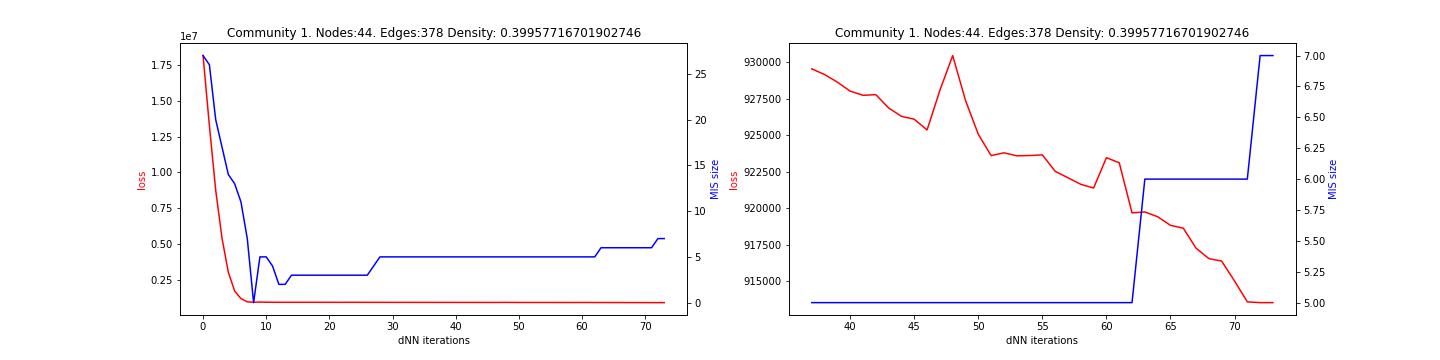 Community 1. Nodes:44. Edges:378 Density: 0.39957716701902746
1e7
1.75
1.50
1.25
1.00
0.75
0.50
0.25
loss
0 10 20 30 40 50 60 70
dNN iterations
25
20
15
10
5
0
MIS size
Community 1. Nodes:44. Edges:378 Density: 0.39957716701902746
930000
927500
925000
922500
920000
917500
915000
loss
40 45 50 55 60 65 70
dNN iterations
7.00
6.75
6.50
6.25
6.00
5.75
5.50
5.25
5.00
MIS size